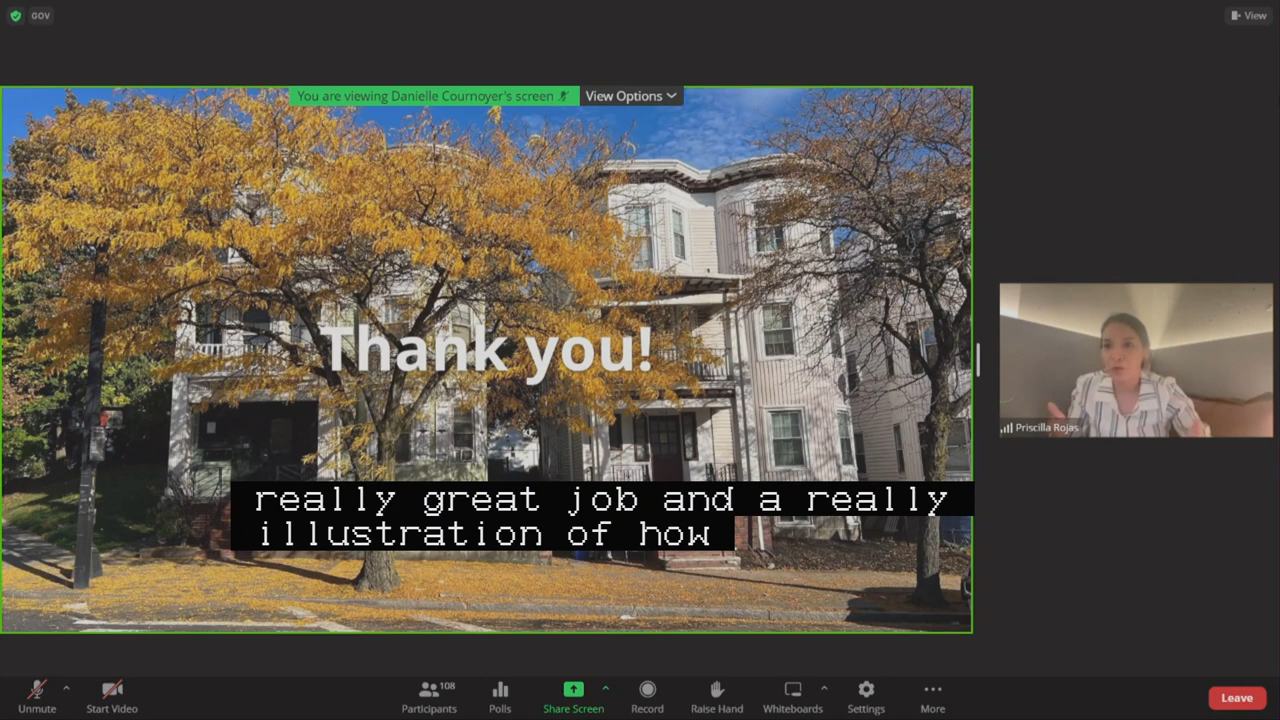 GOV
View
You are viewing Danielle Cournoyer's screen
View Options
Thank you!
Priscilla Rojas
really great job and a really
illustration of how
Unmute
Start Video
108
Participants
Polls
Share Screen
Record
Raise Hand
Whiteboards
Settings
More
Leave